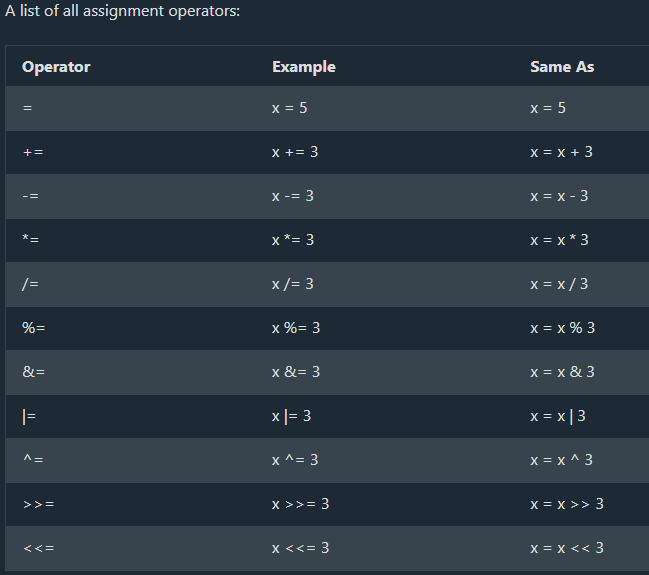 A list of all assignment operators:
Operator Example Same As
= x = 5 x = 5
+= x += 3 x = x + 3
-= x -= 3 x = x - 3
*= x *= 3 x = x * 3
/= x /= 3 x = x / 3
%= x %= 3 x = x % 3
&= x &= 3 x = x & 3
|= x |= 3 x = x | 3
^= x ^= 3 x = x ^ 3
>>= x >>= 3 x = x >> 3
<<= x <<= 3 x = x << 3